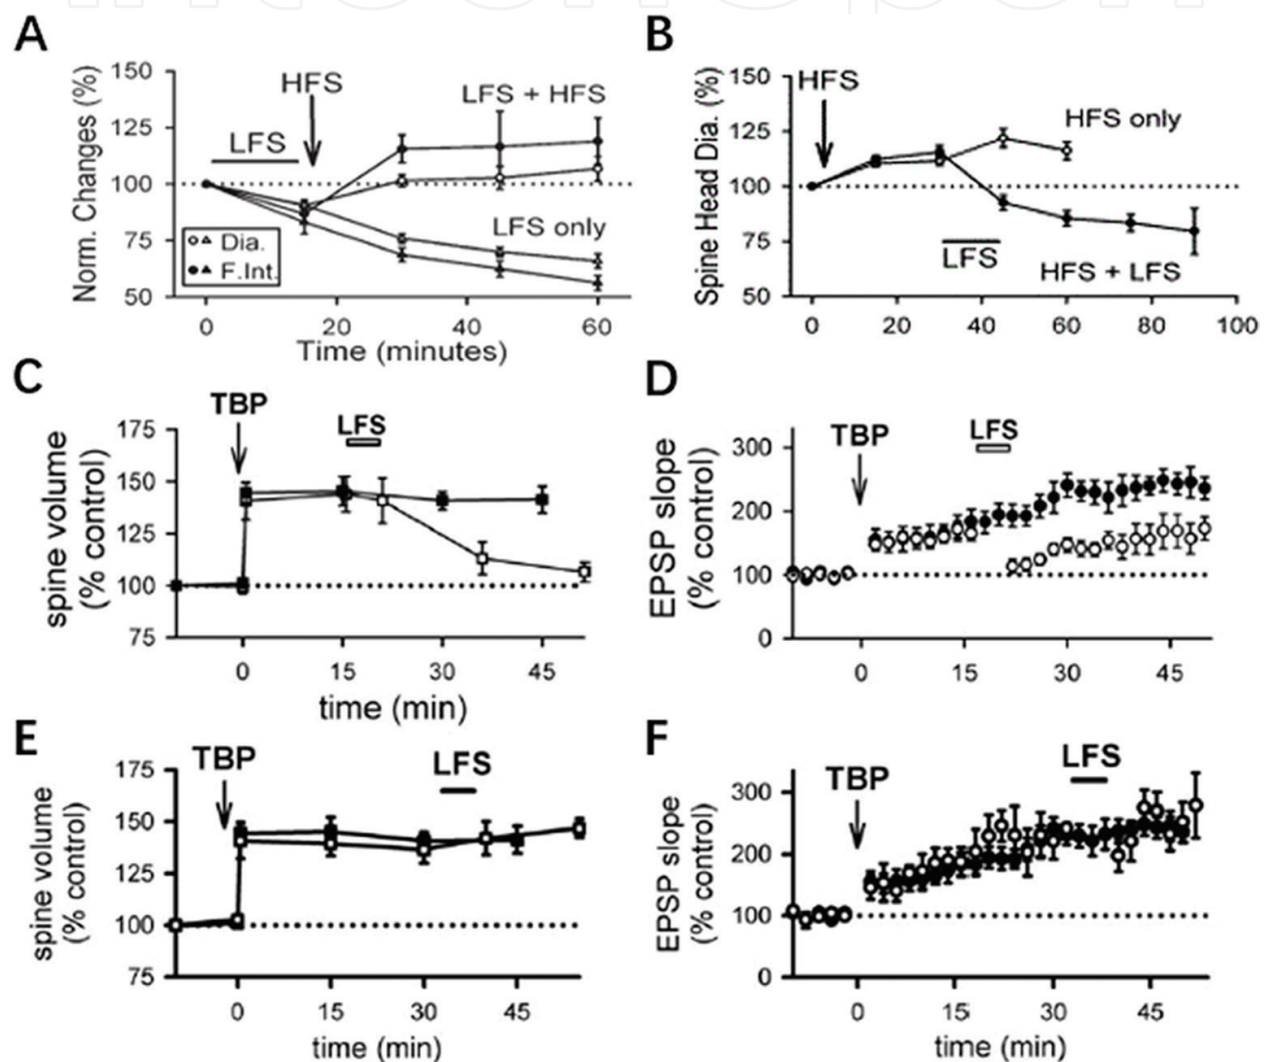 A
150
125
100
75
50
Norm. Changes (%)
HFS
LFS
LFS + HFS
LFS only
Dia.
F.Int.
0 20 40 60
Time (minutes)
B
150
125
100
75
50
Spine Head Dia. (%)
HFS
HFS only
LFS
HFS + LFS
0 20 40 60 80 100
C
TBP
LFS
175
150
125
100
75
spine volume
(% control)
0 15 30 45
time (min)
D
TBP
LFS
300
200
100
0
EPSP slope
(% control)
0 15 30 45
E
TBP
LFS
175
150
125
100
75
spine volume
(% control)
0 15 30 45
time (min)
F
TBP
LFS
300
200
100
0
EPSP slope
(% control)
0 15 30 45
time (min)